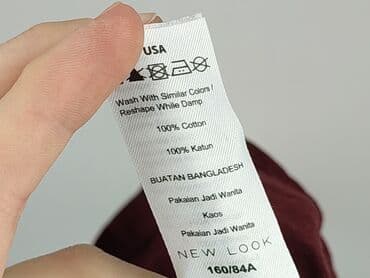 USA
Wash With Similar Colors /
Reshape While Damp
100% Cotton
100% Katun
BUATAN BANGLADESH
Pakaian Jadi Wanita
Kaos
Pakaian Jadi Wanita
NEW LOOK
160/84A